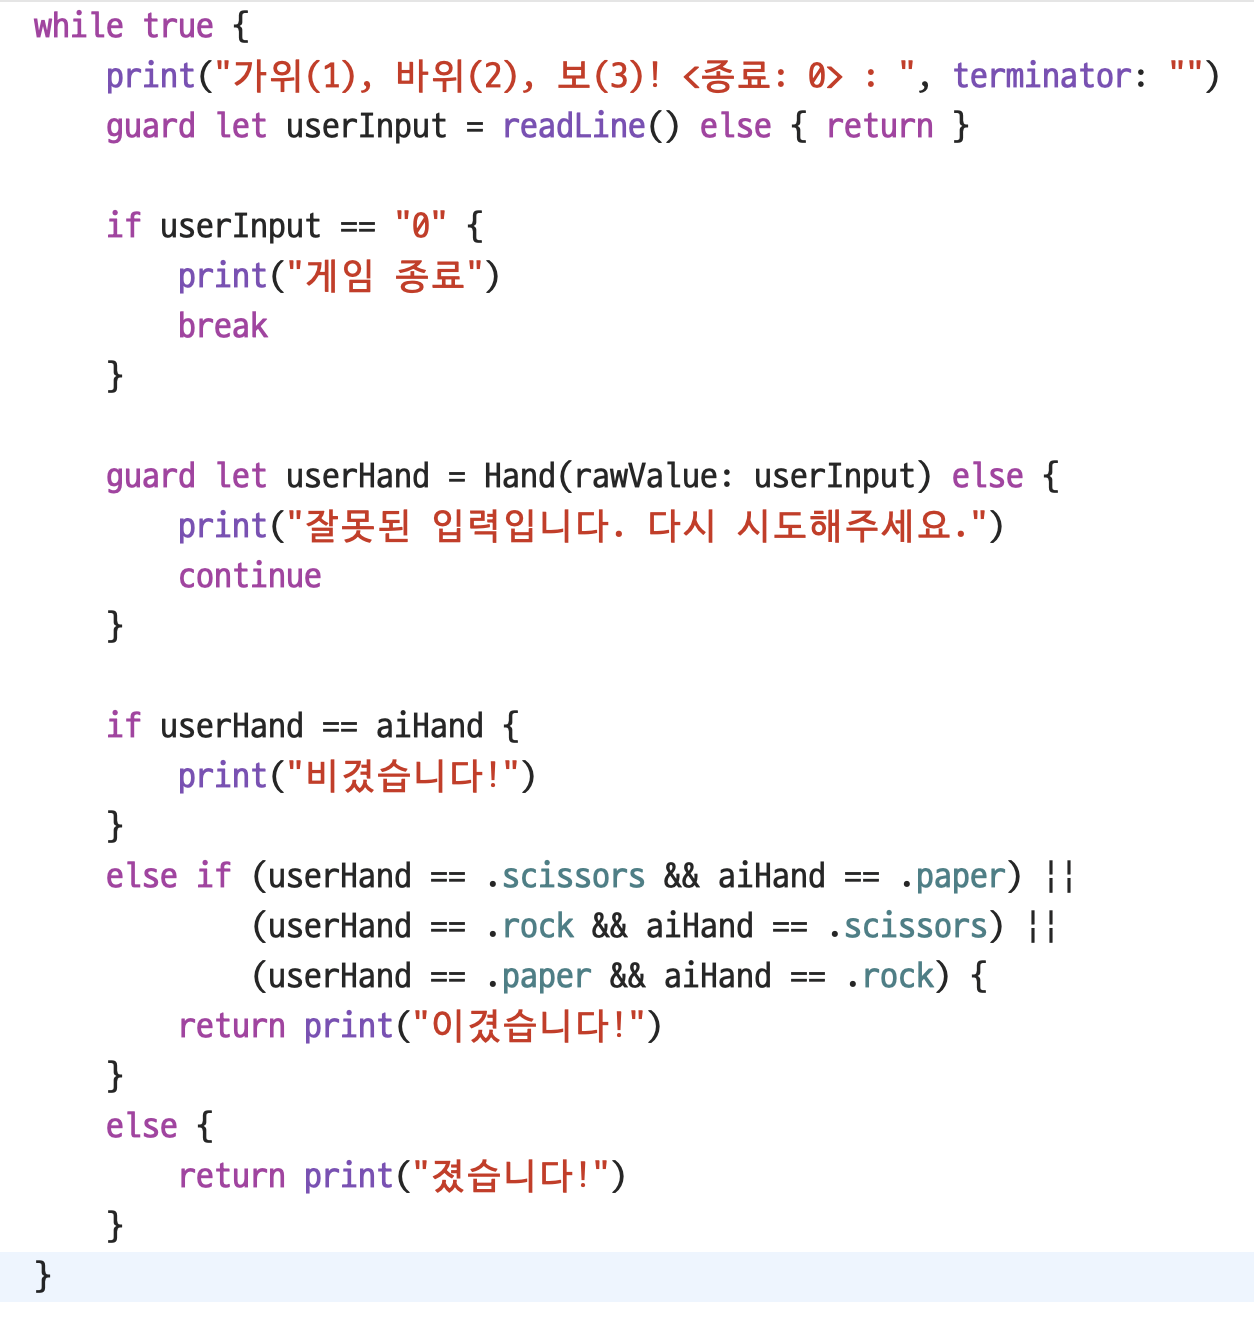 while true {
    print("가위(1), 바위(2), 보(3)! <종료: 0> : ", terminator: "")
    guard let userInput = readLine() else { return }

    if userInput == "0" {
        print("게임 종료")
        break
    }

    guard let userHand = Hand(rawValue: userInput) else {
        print("잘못된 입력입니다. 다시 시도해주세요.")
        continue
    }

    if userHand == aiHand {
        print("비겼습니다!")
    }
    else if (userHand == .scissors && aiHand == .paper) ||
            (userHand == .rock && aiHand == .scissors) ||
            (userHand == .paper && aiHand == .rock) {
        return print("이겼습니다!")
    }
    else {
        return print("졌습니다!")
    }
}